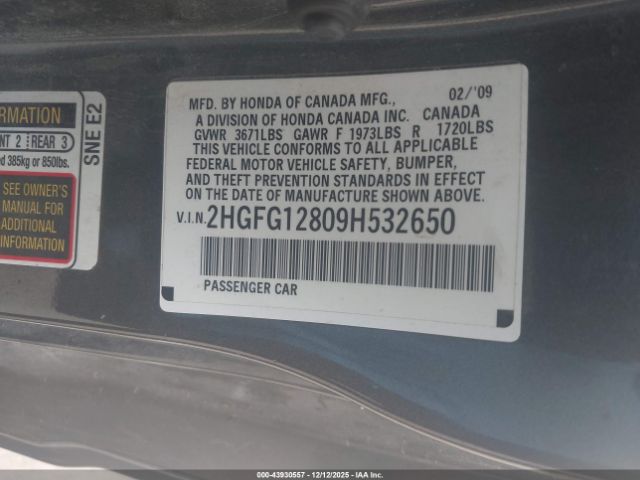 RMATION
NT 2 REAR 3
d 385kg or 850lbs.
SEE OWNER'S
MANUAL FOR
ADDITIONAL
INFORMATION
SNE E2
MFD. BY HONDA OF CANADA MFG., 02/'09
A DIVISION OF HONDA CANADA INC. CANADA
GVWR 3671LBS GAWR F 1973LBS R 1720LBS
THIS VEHICLE CONFORMS TO ALL APPLICABLE
FEDERAL MOTOR VEHICLE SAFETY, BUMPER,
AND THEFT PREVENTION STANDARDS IN EFFECT
ON THE DATE OF MANUFACTURE SHOWN ABOVE.
V.I.N. 2HGFG12809H532650
PASSENGER CAR
00-43930557 - 12/12/2025 - IAA Inc.